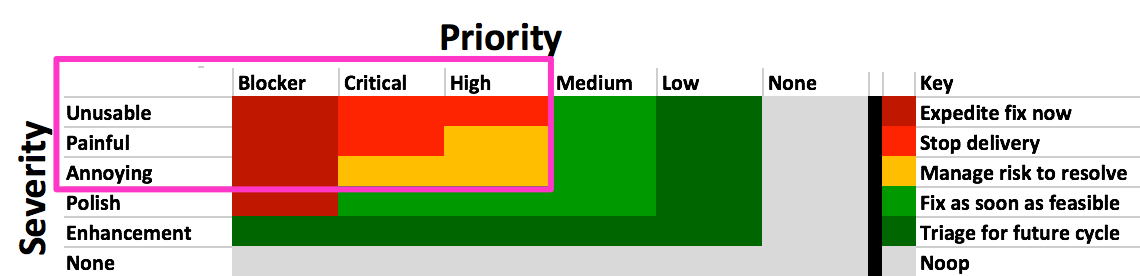 Priority
Blocker Critical High Medium Low None Key
Severity
Unusable Expedite fix now
Painful Stop delivery
Annoying Manage risk to resolve
Polish Fix as soon as feasible
Enhancement Triage for future cycle
None Noop